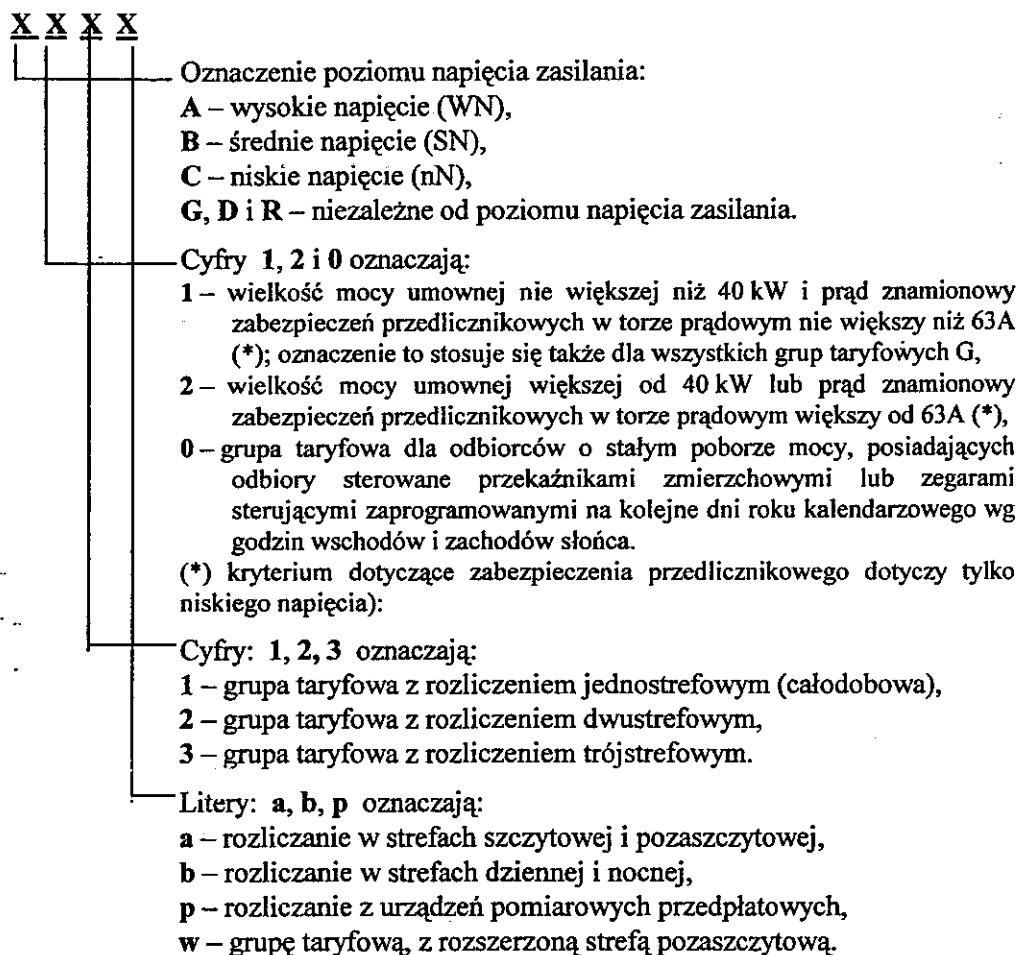 X X X X
Oznaczenie poziomu napięcia zasilania:
A – wysokie napięcie (WN),
B – średnie napięcie (SN),
C – niskie napięcie (nN),
G, D i R – niezależne od poziomu napięcia zasilania.
Cyfry 1, 2 i 0 oznaczają:
1 – wielkość mocy umownej nie większej niż 40 kW i prąd znamionowy
zabezpieczeń przedlicznikowych w torze prądowym nie większy niż 63A
(*); oznaczenie to stosuje się także dla wszystkich grup taryfowych G,
2 – wielkość mocy umownej większej od 40 kW lub prąd znamionowy
zabezpieczeń przedlicznikowych w torze prądowym większy od 63A (*),
0 – grupa taryfowa dla odbiorców o stałym poborze mocy, posiadających
odbiory sterowane przekaźnikami zmierzchowymi lub zegarami
sterującymi zaprogramowanymi na kolejne dni roku kalendarzowego wg
godzin wschodów i zachodów słońca.
(*) kryterium dotyczące zabezpieczenia przedlicznikowego dotyczy tylko
niskiego napięcia):
Cyfry: 1, 2, 3 oznaczają:
1 – grupa taryfowa z rozliczeniem jednostrefowym (całodobowa),
2 – grupa taryfowa z rozliczeniem dwustrefowym,
3 – grupa taryfowa z rozliczeniem trójstrefowym.
Litery: a, b, p oznaczają:
a – rozliczanie w strefach szczytowej i pozaszczytowej,
b – rozliczanie w strefach dziennej i nocnej,
p – rozliczanie z urządzeń pomiarowych przedpłatowych,
w – grupę taryfową, z rozszerzoną strefą pozaszczytową.